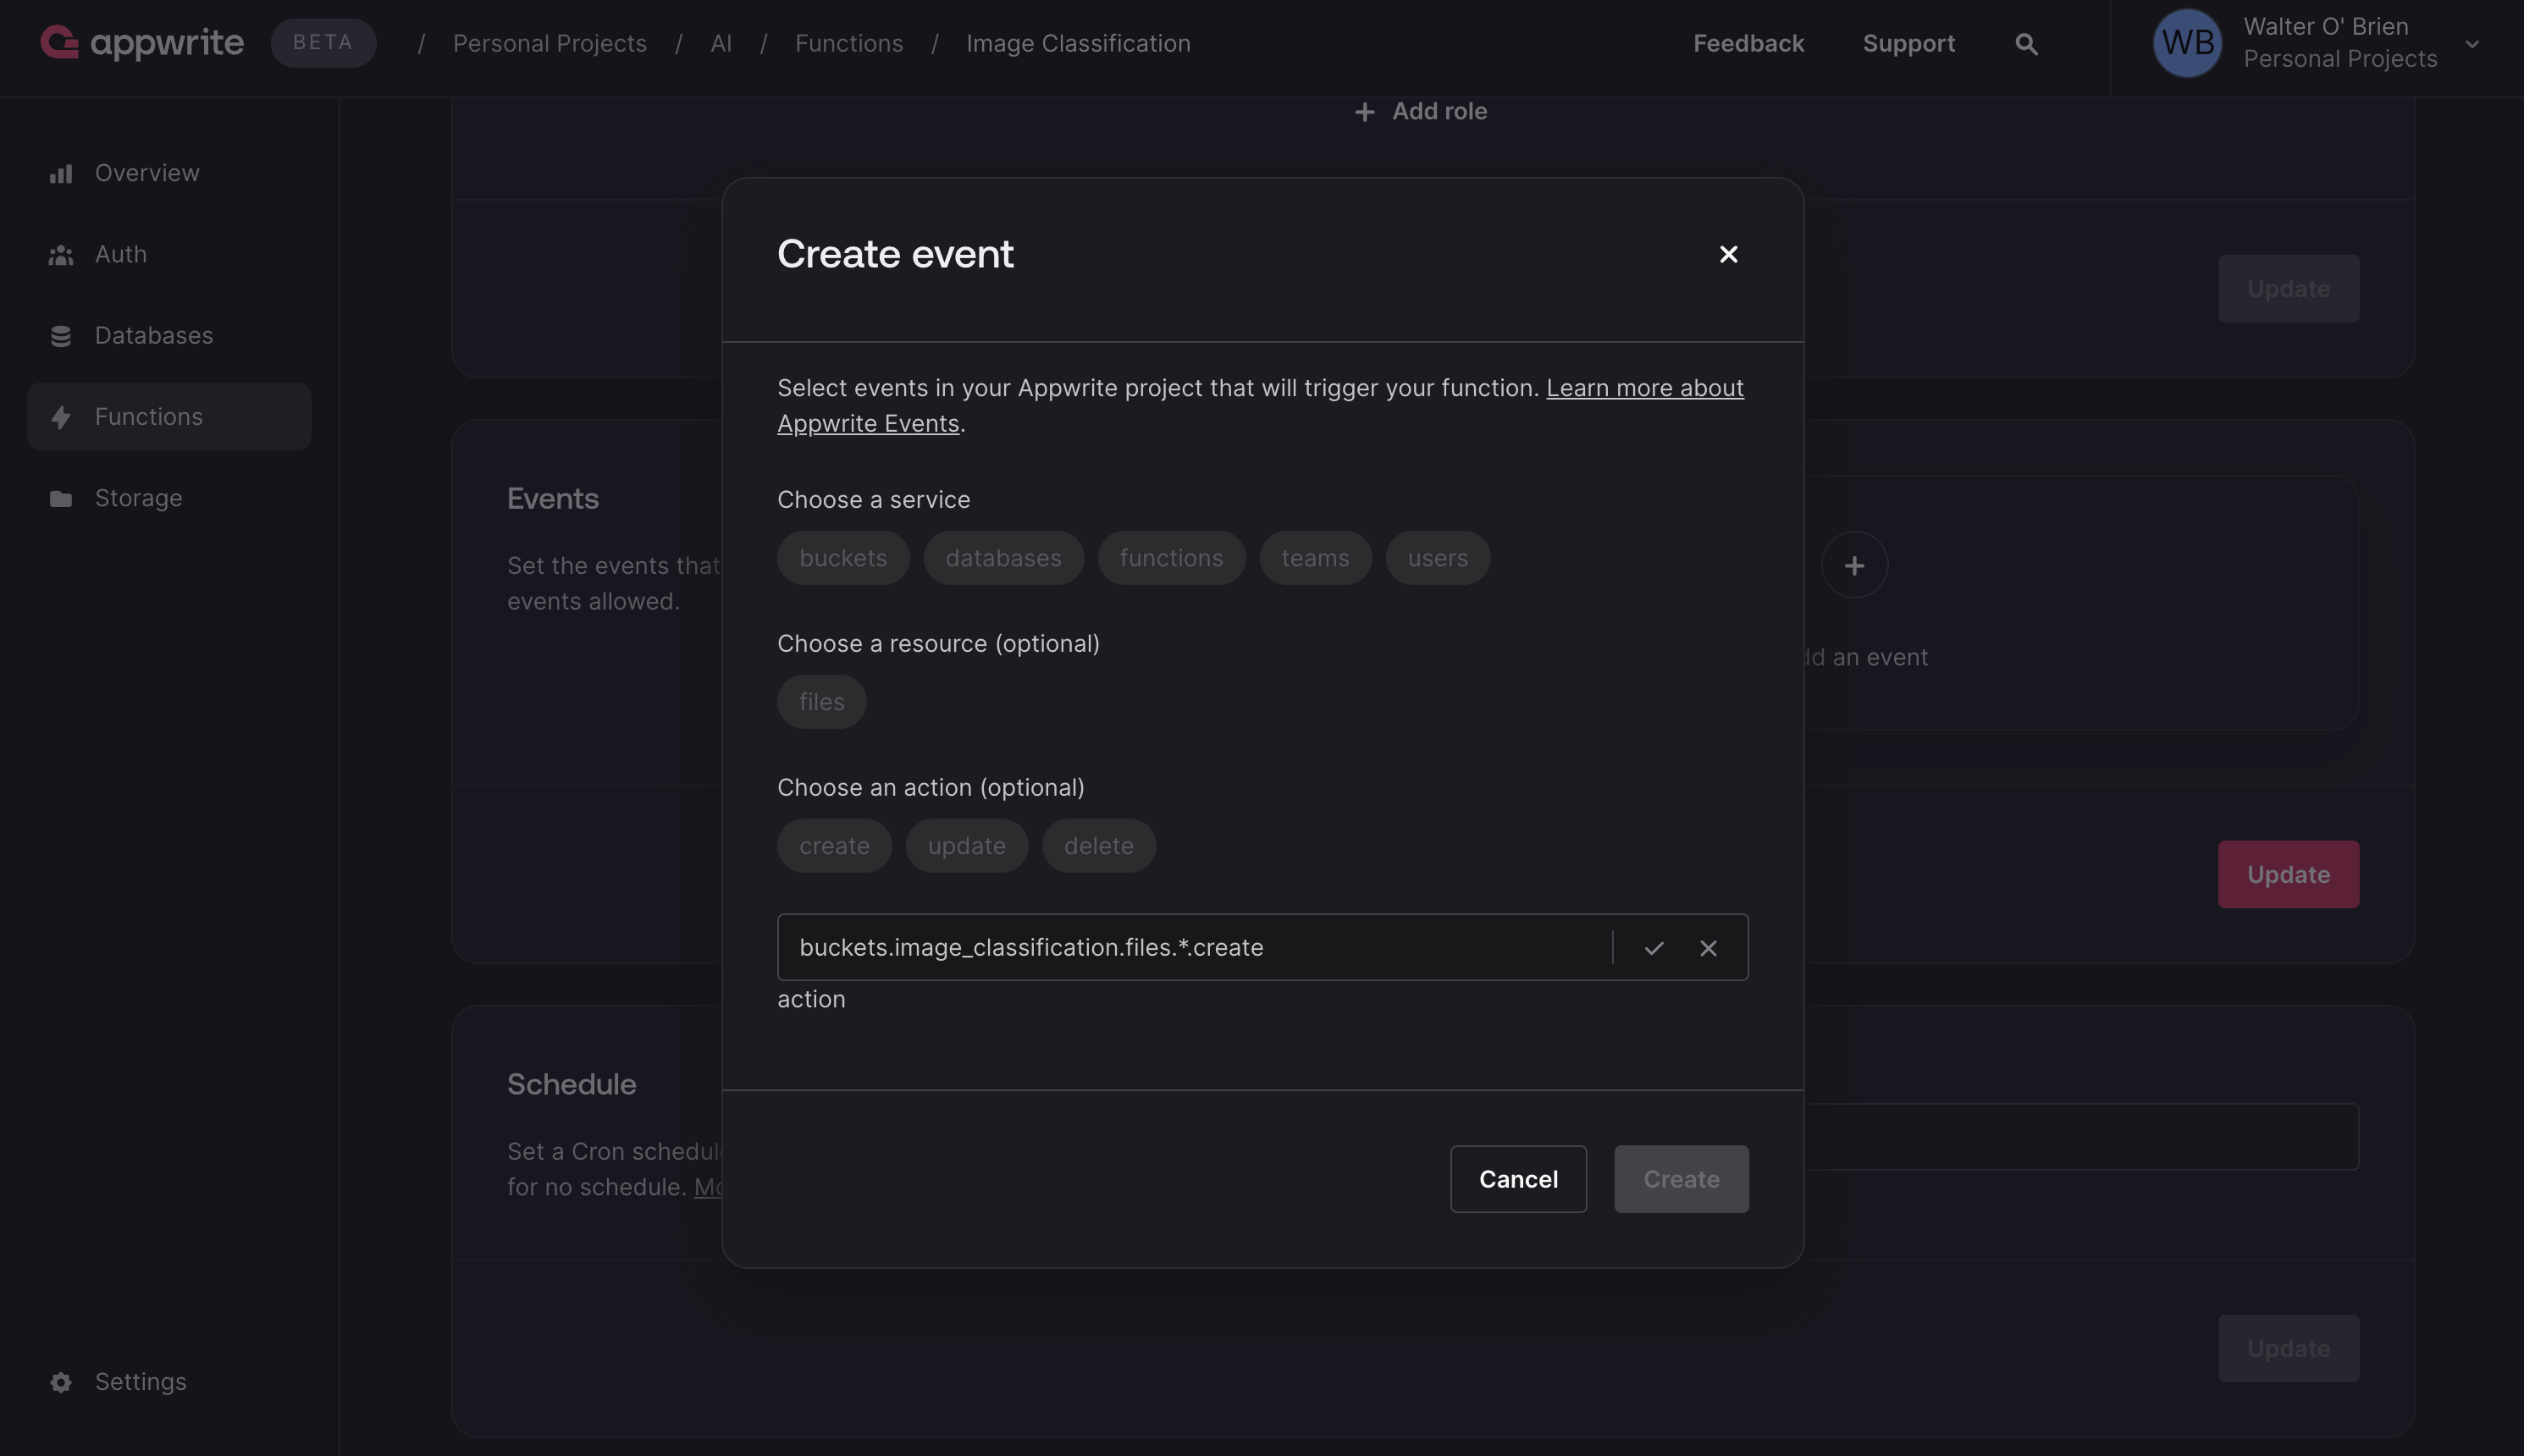 appwrite BETA / Personal Projects / AI / Functions / Image Classification
Feedback Support
WB Walter O' Brien
Personal Projects
Overview
Auth
Databases
Functions
Storage
Settings
+ Add role
Update
Events
Set the events that
events allowed.
dd an event
Update
Schedule
Set a Cron schedul
for no schedule. Mo
Update
Create event
Select events in your Appwrite project that will trigger your function. Learn more about
Appwrite Events.
Choose a service
buckets databases functions teams users
Choose a resource (optional)
files
Choose an action (optional)
create update delete
buckets.image_classification.files.*.create
action
Cancel Create